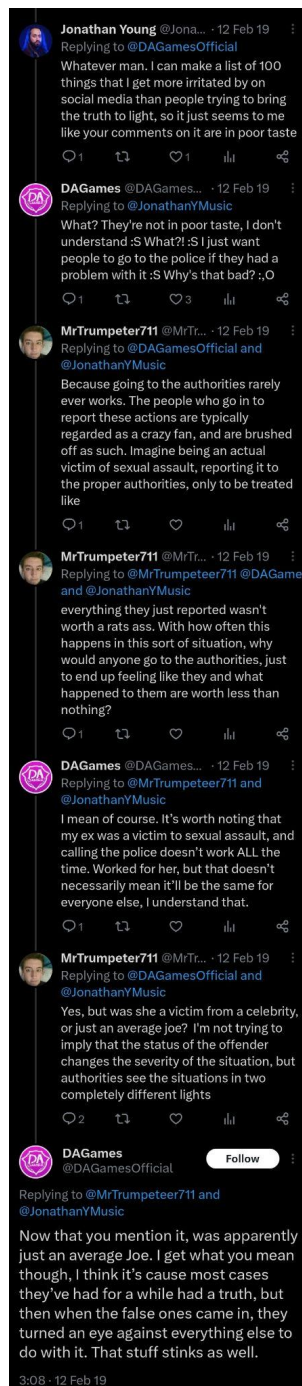 Jonathan Young @Jona... · 12 Feb 19
Replying to @DAGamesOfficial
Whatever man. I can make a list of 100
things that I get more irritated by on
social media than people trying to bring
the truth to light, so it just seems to me
like your comments on it are in poor taste
1 1
DAGames @DAGames... · 12 Feb 19
Replying to @JonathanYMusic
What? They're not in poor taste, I don't
understand :S What?! :S I just want
people to go to the police if they had a
problem with it :S Why's that bad? :,O
1 3
MrTrumpeter711 @MrTr... · 12 Feb 19
Replying to @DAGamesOfficial and
@JonathanYMusic
Because going to the authorities rarely
ever works. The people who go in to
report these actions are typically
regarded as a crazy fan, and are brushed
off as such. Imagine being an actual
victim of sexual assault, reporting it to
the proper authorities, only to be treated
like
1
MrTrumpeter711 @MrTr... · 12 Feb 19
Replying to @MrTrumpeteer711 @DAGame
and @JonathanYMusic
everything they just reported wasn't
worth a rats ass. With how often this
happens in this sort of situation, why
would anyone go to the authorities, just
to end up feeling like they and what
happened to them are worth less than
nothing?
1
DAGames @DAGames... · 12 Feb 19
Replying to @MrTrumpeter711 and
@JonathanYMusic
I mean of course. It's worth noting that
my ex was a victim to sexual assault, and
calling the police doesn't work ALL the
time. Worked for her, but that doesn't
necessarily mean it'll be the same for
everyone else, I understand that.
1
MrTrumpeter711 @MrTr... · 12 Feb 19
Replying to @DAGamesOfficial and
@JonathanYMusic
Yes, but was she a victim from a celebrity,
or just an average joe? I'm not trying to
imply that the status of the offender
changes the severity of the situation, but
authorities see the situations in two
completely different lights
2
DAGames
@DAGamesOfficial
Follow
Replying to @MrTrumpeter711 and
@JonathanYMusic
Now that you mention it, was apparently
just an average Joe. I get what you mean
though, I think it's cause most cases
they've had for a while had a truth, but
then when the false ones came in, they
turned an eye against everything else to
do with it. That stuff stinks as well.
3:08 · 12 Feb 19